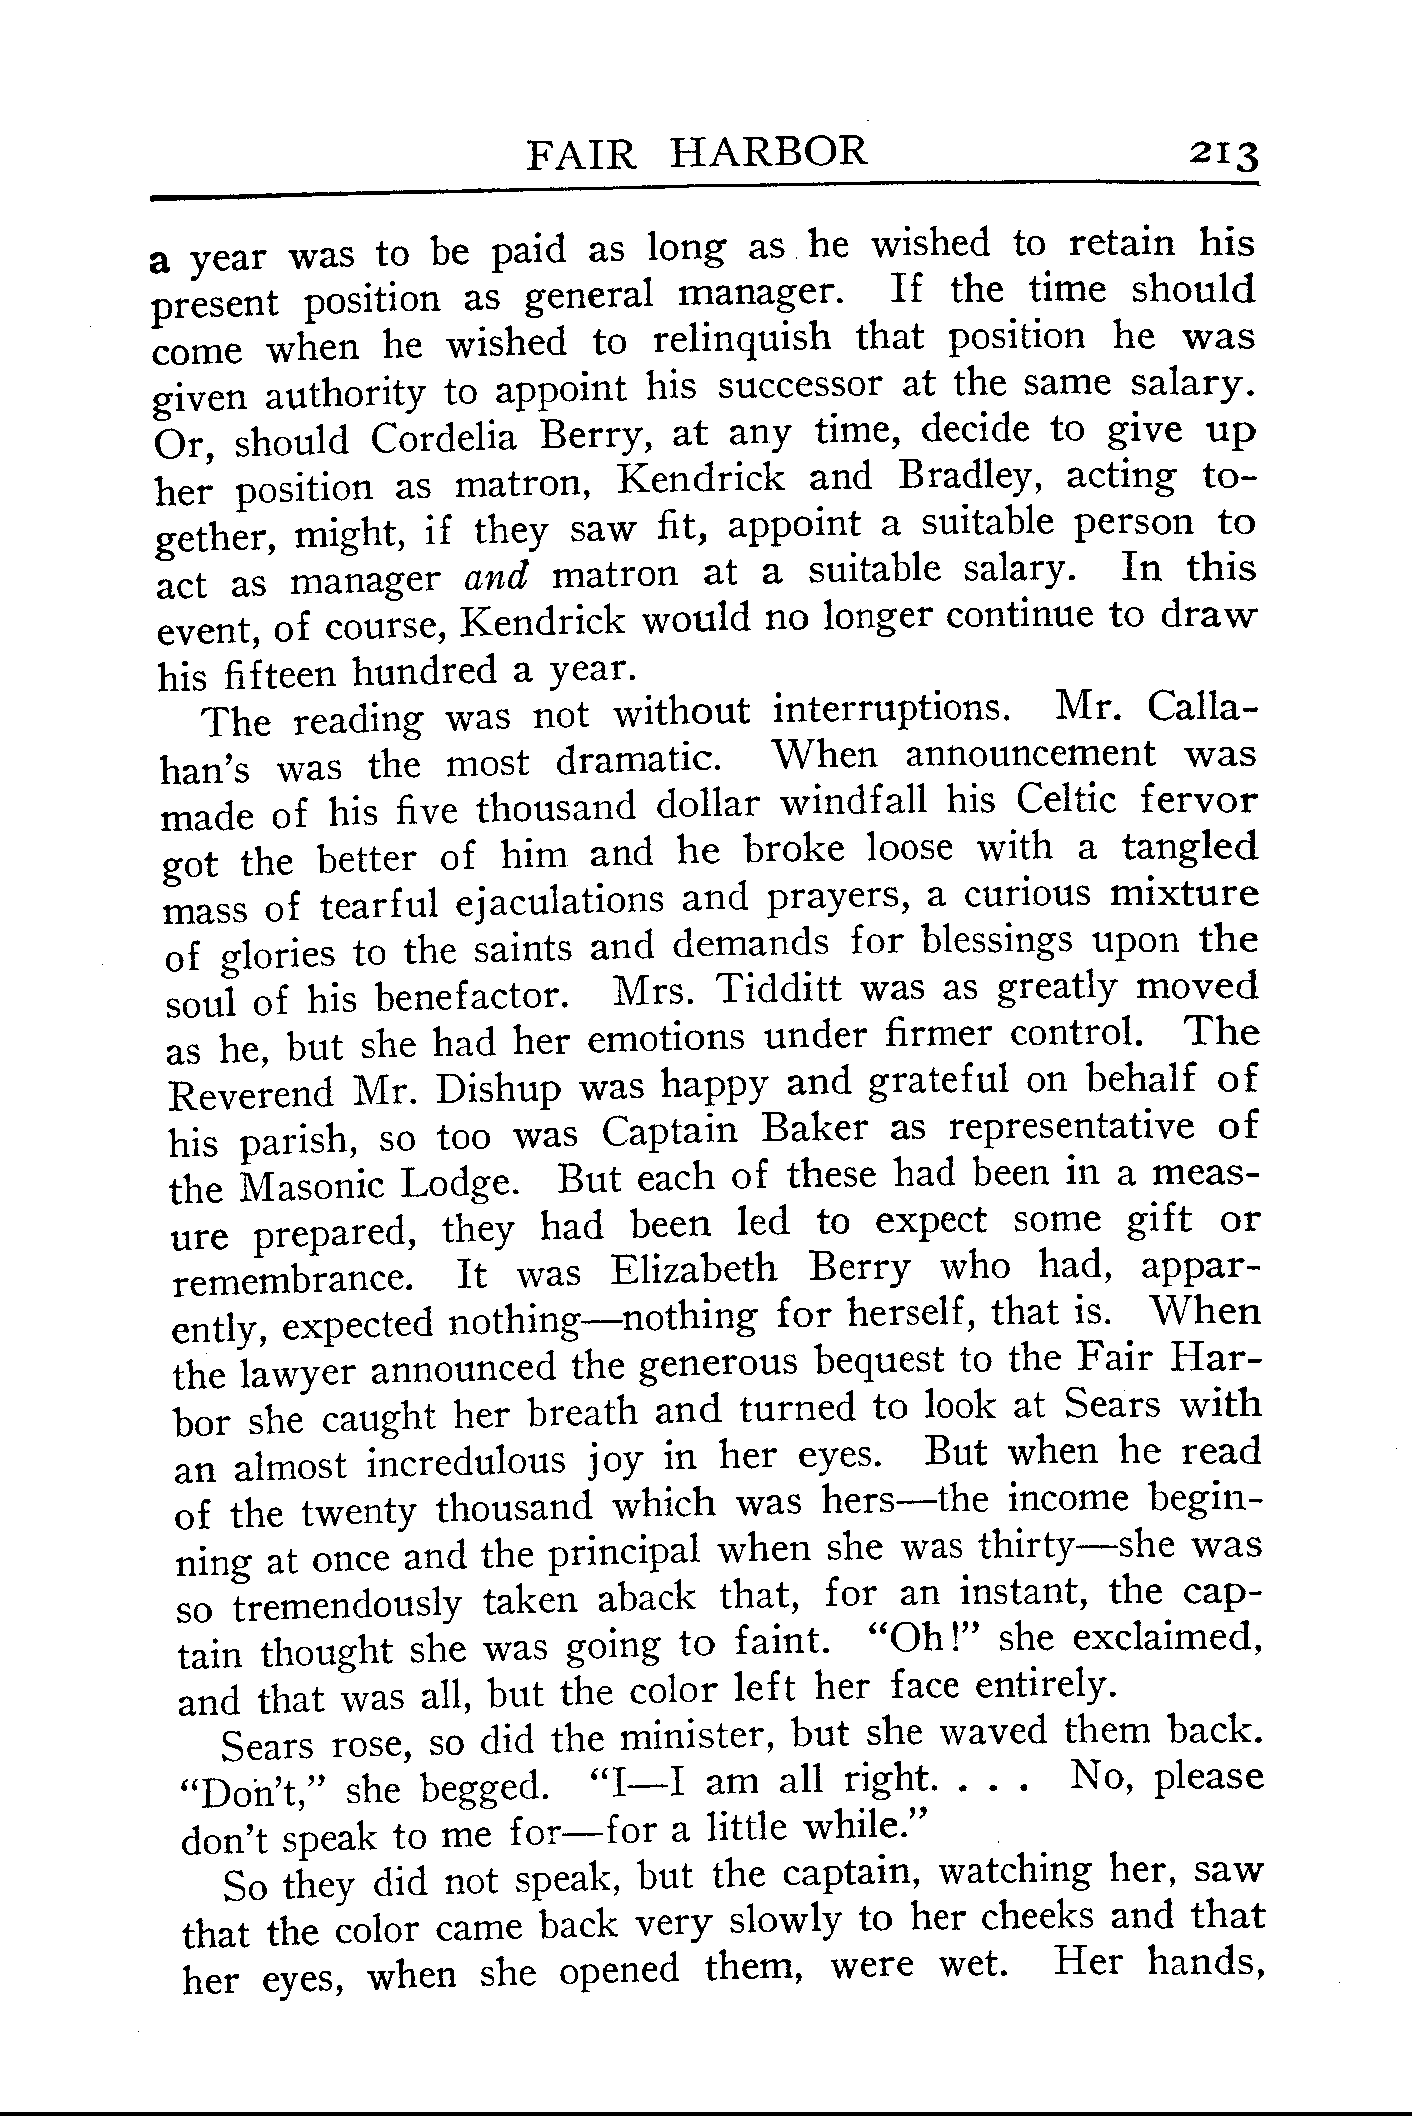 FAIR HARBOR 213
a year was to be paid as long as he wished to retain his
present position as general manager. If the time should
come when he wished to relinquish that position he was
given authority to appoint his successor at the same salary.
Or, should Cordelia Berry, at any time, decide to give up
her position as matron, Kendrick and Bradley, acting to-
gether, might, if they saw fit, appoint a suitable person to
act as manager and matron at a suitable salary. In this
event, of course, Kendrick would no longer continue to draw
his fifteen hundred a year.
The reading was not without interruptions. Mr. Calla-
han's was the most dramatic. When announcement was
made of his five thousand dollar windfall his Celtic fervor
got the better of him and he broke loose with a tangled
mass of tearful ejaculations and prayers, a curious mixture
of glories to the saints and demands for blessings upon the
soul of his benefactor. Mrs. Tidditt was as greatly moved
as he, but she had her emotions under firmer control. The
Reverend Mr. Dishup was happy and grateful on behalf of
his parish, so too was Captain Baker as representative of
the Masonic Lodge. But each of these had been in a meas-
ure prepared, they had been led to expect some gift or
remembrance. It was Elizabeth Berry who had, appar-
ently, expected nothing—nothing for herself, that is. When
the lawyer announced the generous bequest to the Fair Har-
bor she caught her breath and turned to look at Sears with
an almost incredulous joy in her eyes. But when he read
of the twenty thousand which was hers—the income begin-
ning at once and the principal when she was thirty—she was
so tremendously taken aback that, for an instant, the cap-
tain thought she was going to faint. “Oh!” she exclaimed,
and that was all, but the color left her face entirely.
Sears rose, so did the minister, but she waved them back.
“Don't,” she begged. “I—I am all right. . . . No, please
don't speak to me for—for a little while.”
So they did not speak, but the captain, watching her, saw
that the color came back very slowly to her cheeks and that
her eyes, when she opened them, were wet. Her hands,